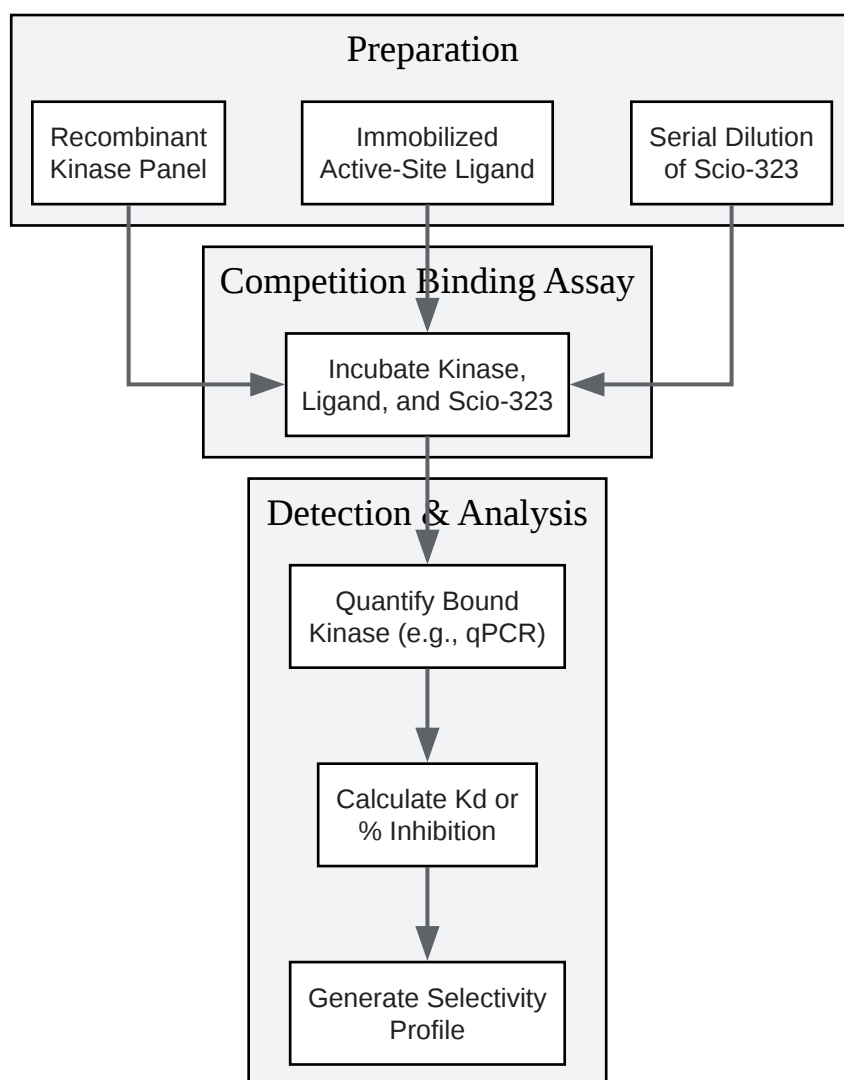 Preparation
Recombinant
Kinase Panel
Immobilized
Active-Site Ligand
Serial Dilution
of Scio-323
Competition Binding Assay
Incubate Kinase,
Ligand, and Scio-323
Detection & Analysis
Quantify Bound
Kinase (e.g., qPCR)
Calculate Kd or
% Inhibition
Generate Selectivity
Profile